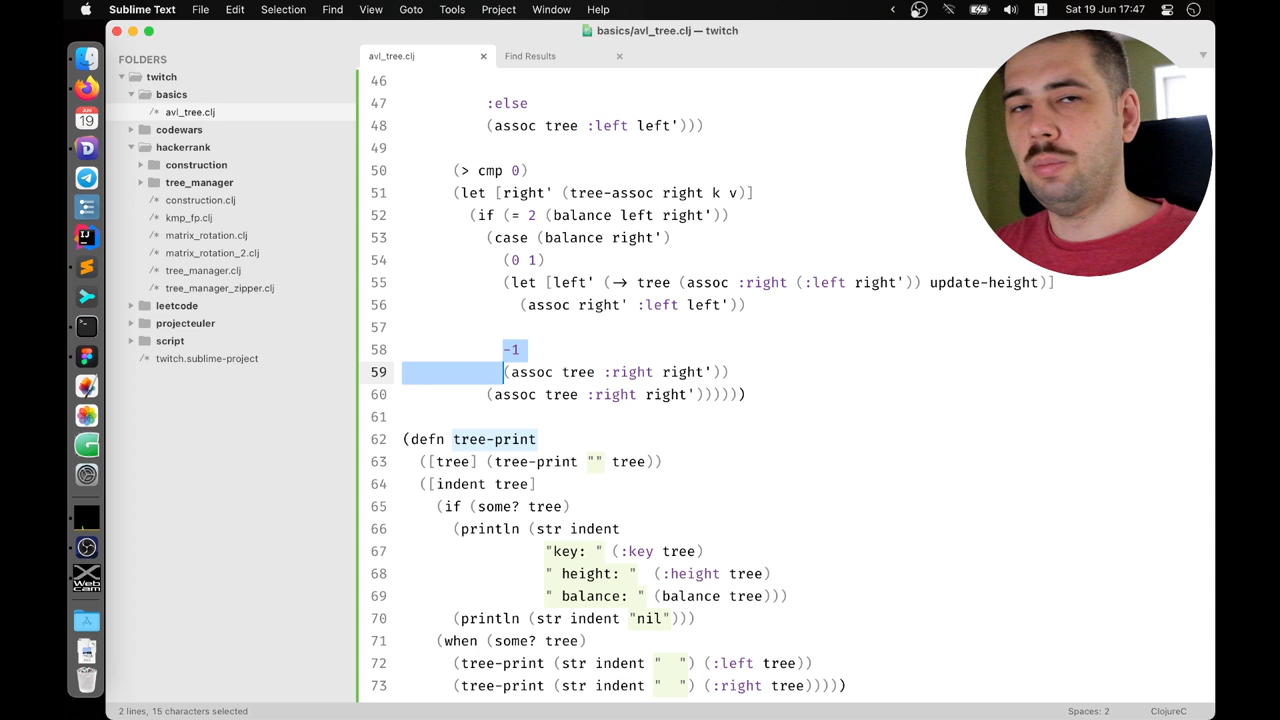 Sublime Text File Edit Selection Find View Goto Tools Project Window Help H Sat 19 Jun 17:47
basics/avl_tree.clj — twitch
FOLDERS
twitch
basics
/* avl_tree.clj
codewars
hackerrank
construction
tree_manager
/* construction.clj
/* kmp_fp.clj
/* matrix_rotation.clj
/* matrix_rotation_2.clj
/* tree_manager.clj
/* tree_manager_zipper.clj
leetcode
projecteuler
script
/* twitch.sublime-project
JUN
19
IJ
Web
cam
avl_tree.clj × Find Results ×
46
47 :else
48 (assoc tree :left left')))
49
50 (> cmp 0)
51 (let [right' (tree-assoc right k v)]
52 (if (= 2 (balance left right'))
53 (case (balance right')
54 (0 1)
55 (let [left' (-> tree (assoc :right (:left right')) update-height)]
56 (assoc right' :left left'))
57
58 -1
59 (assoc tree :right right'))
60 (assoc tree :right right'))))))
61
62 (defn tree-print
63 ([tree] (tree-print "" tree))
64 ([indent tree]
65 (if (some? tree)
66 (println (str indent
67 "key: " (:key tree)
68 " height: " (:height tree)
69 " balance: " (balance tree)))
70 (println (str indent "nil")))
71 (when (some? tree)
72 (tree-print (str indent "  ") (:left tree))
73 (tree-print (str indent "  ") (:right tree)))))
2 lines, 15 characters selected Spaces: 2 ClojureC